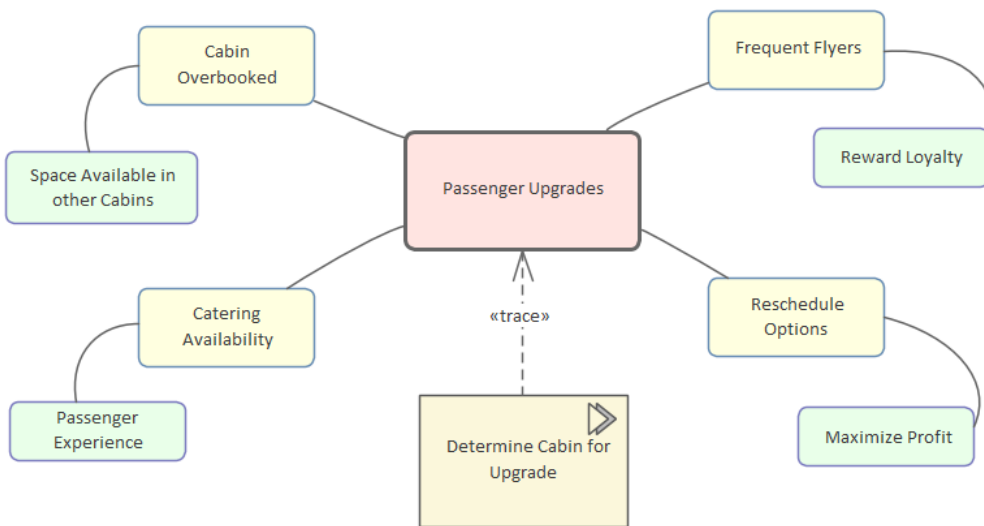 Cabin
Overbooked
Frequent Flyers
Space Available in
other Cabins
Reward Loyalty
Passenger Upgrades
Catering
Availability
«trace»
Reschedule
Options
Passenger
Experience
Determine Cabin for
Upgrade
Maximize Profit